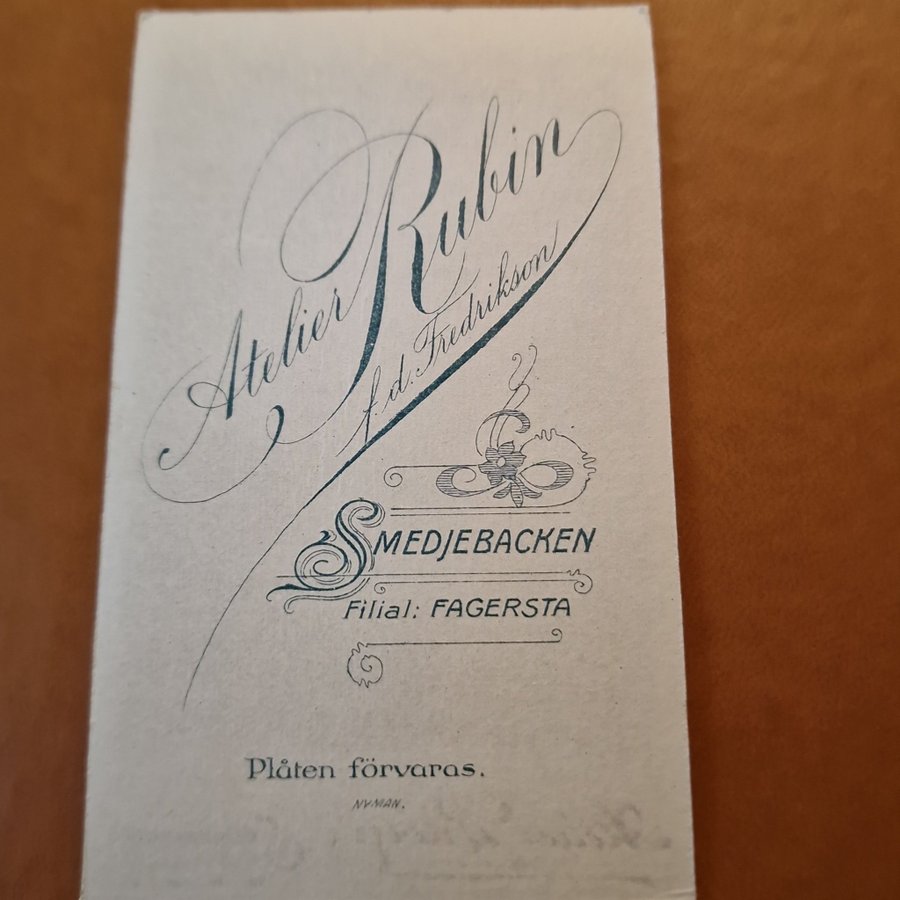 Atelier Rubin
f. d. Fredrikson
SMEDJEBACKEN
Filial: FAGERSTA
Plåten förvaras.
NYMAN.